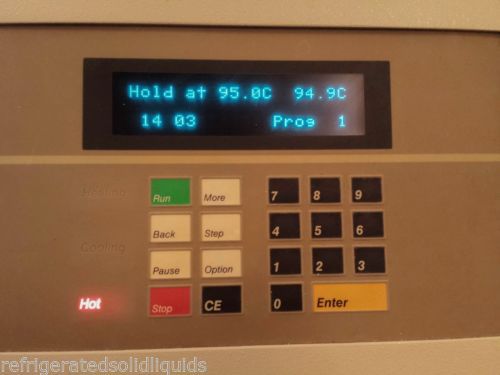 Hold at 95.0C 94.9C
14 03 Prog 1
Heating Run More 7 8 9
Cooling Back Step 4 5 6
Pause Option 1 2 3
Hot Stop CE 0 Enter
refrigeratedsolidliquids